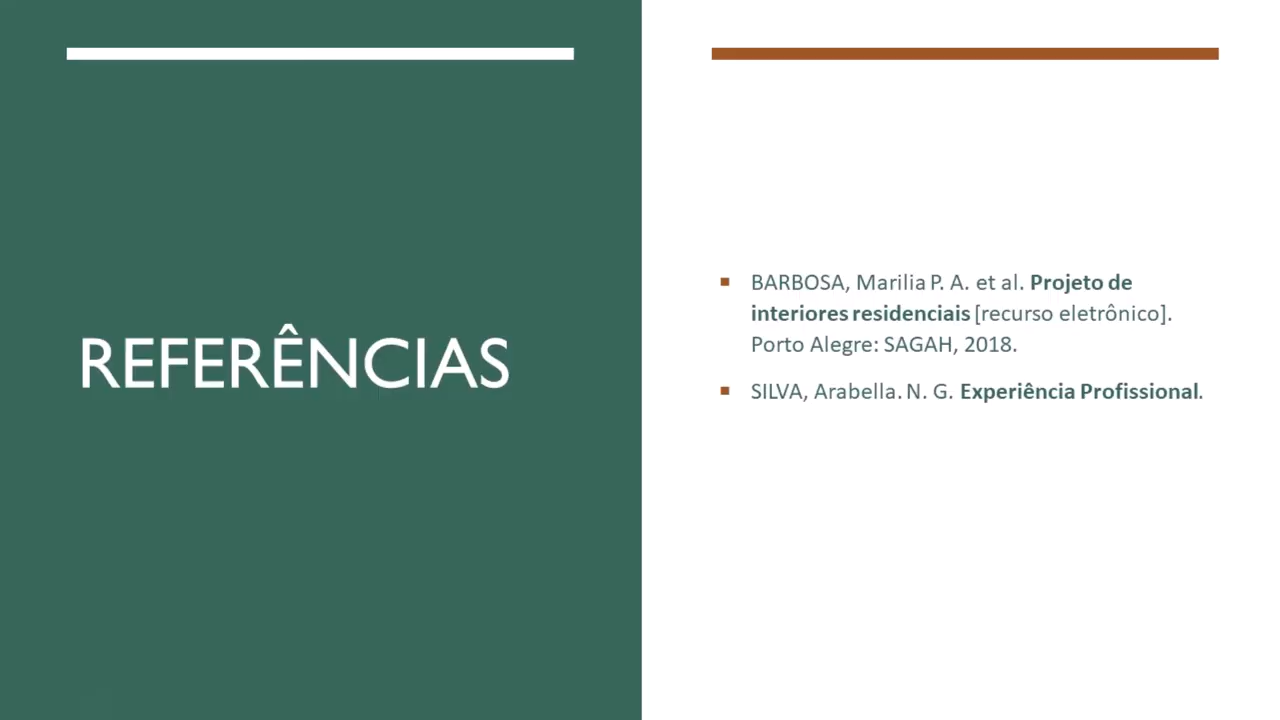 REFERÊNCIAS
BARBOSA, Marilia P. A. et al. Projeto de
interiores residenciais [recurso eletrônico].
Porto Alegre: SAGAH, 2018.
SILVA, Arabella. N. G. Experiência Profissional.